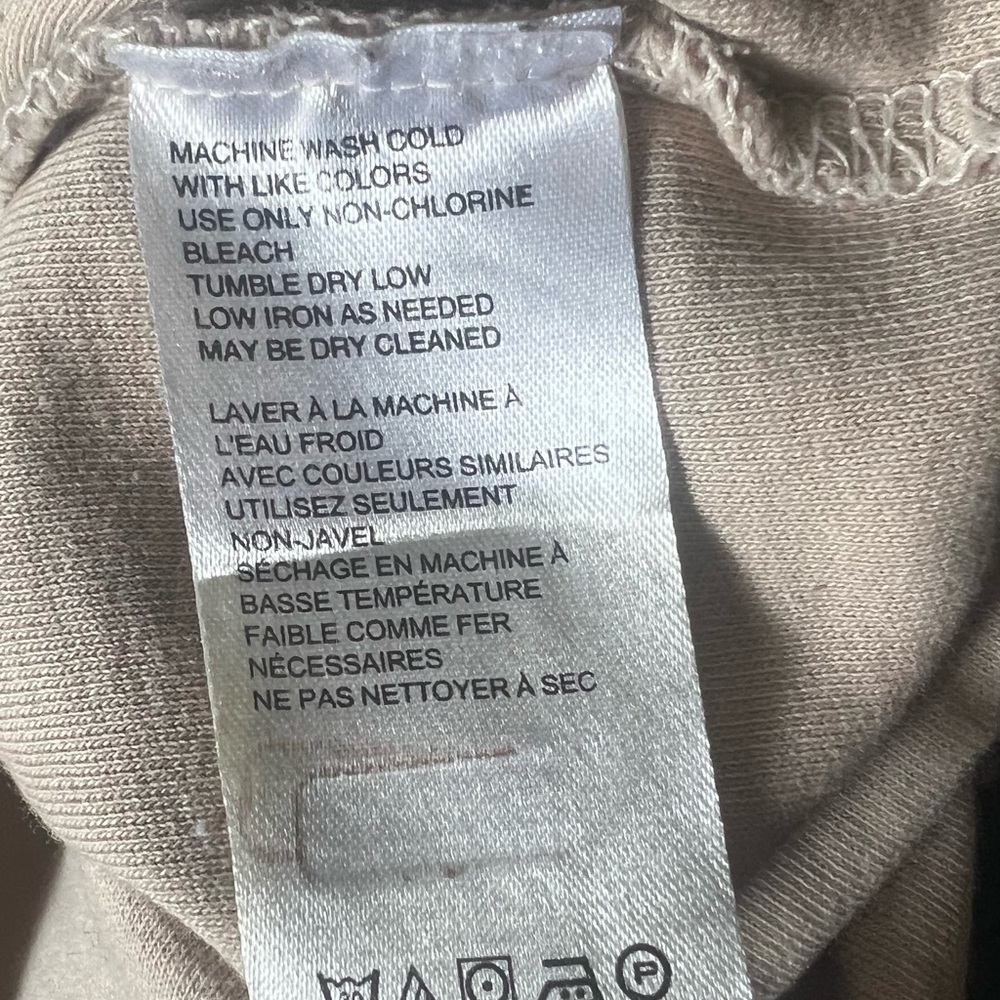 MACHINE WASH COLD
WITH LIKE COLORS
USE ONLY NON-CHLORINE
BLEACH
TUMBLE DRY LOW
LOW IRON AS NEEDED
MAY BE DRY CLEANED
LAVER À LA MACHINE À
L'EAU FROID
AVEC COULEURS SIMILAIRES
UTILISEZ SEULEMENT
NON-JAVEL
SÉCHAGE EN MACHINE À
BASSE TEMPÉRATURE
FAIBLE COMME FER
NÉCESSAIRES
NE PAS NETTOYER À SEC
P